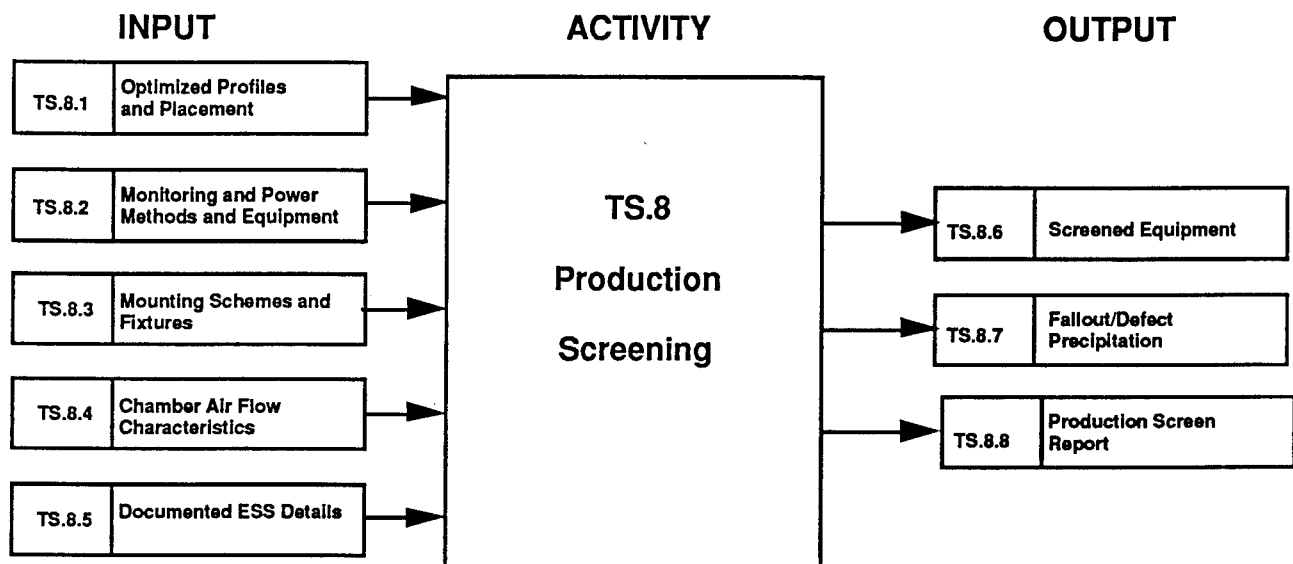 INPUT
ACTIVITY
OUTPUT
TS.8.1
Optimized Profiles
and Placement
TS.8.2
Monitoring and Power
Methods and Equipment
TS.8.3
Mounting Schemes and
Fixtures
TS.8.4
Chamber Air Flow
Characteristics
TS.8.5
Documented ESS Details
TS.8
Production
Screening
TS.8.6
Screened Equipment
TS.8.7
Fallout/Defect
Precipitation
TS.8.8
Production Screen
Report